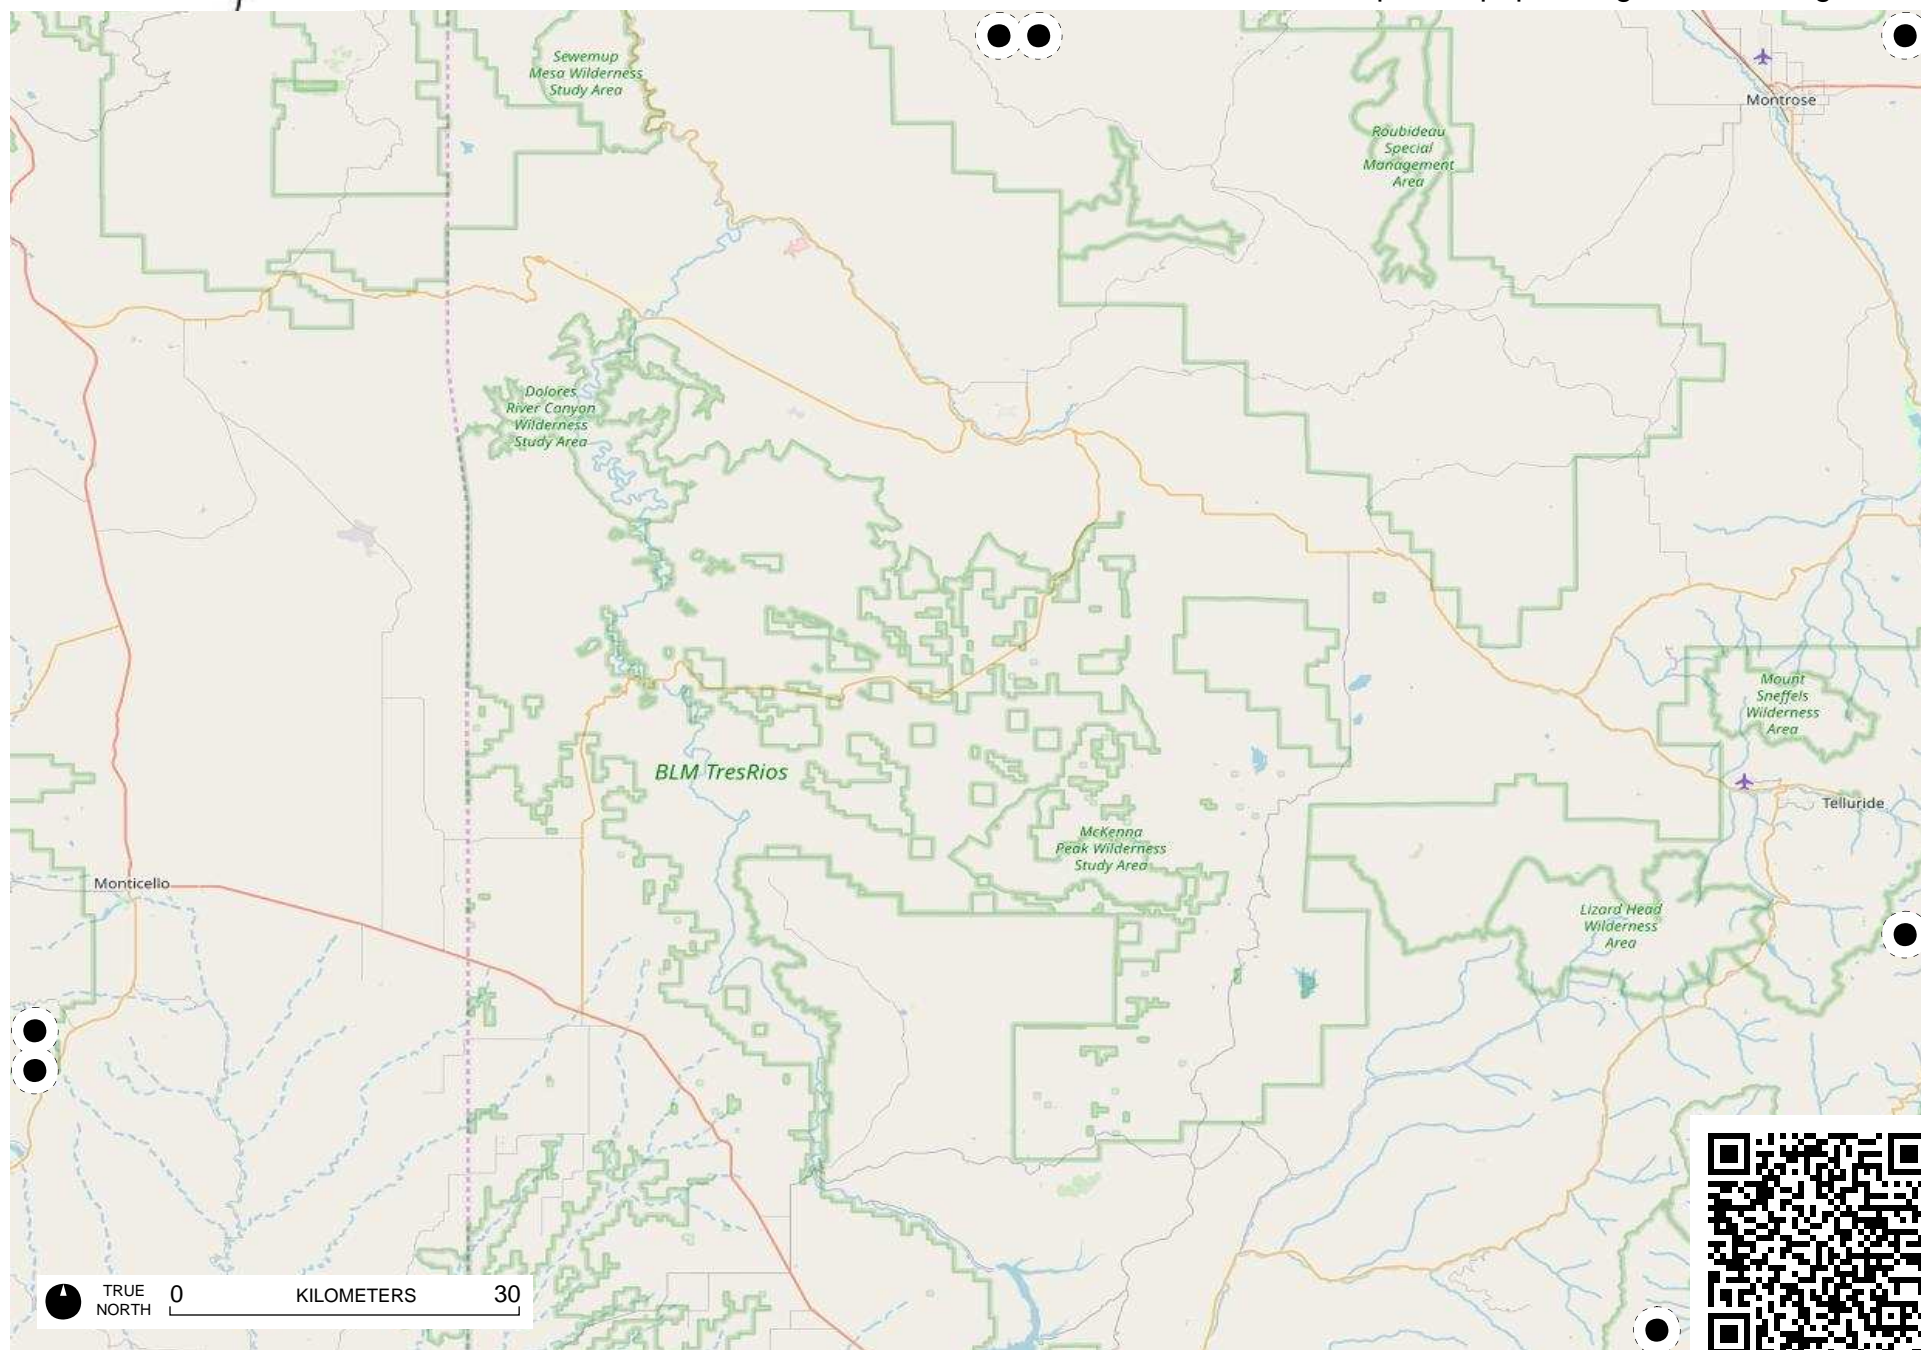 Sewemup
Mesa Wilderness
Study Area
Montrose
Roubideau
Special
Management
Area
Dolores
River Canyon
Wilderness
Study Area
Mount
Sneffels
Wilderness
Area
BLM TresRios
Telluride
McKenna
Peak Wilderness
Study Area
Monticello
Lizard Head
Wilderness
Area
TRUE
NORTH
0 KILOMETERS 30